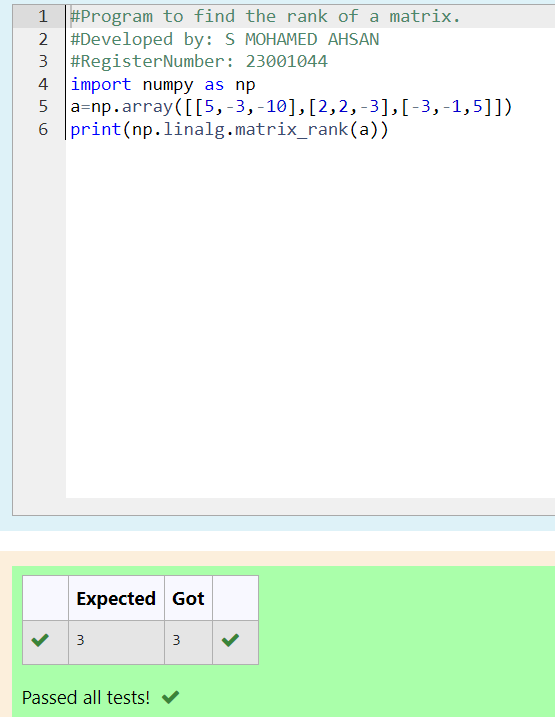 1 #Program to find the rank of a matrix.
2 #Developed by: S MOHAMED AHSAN
3 #RegisterNumber: 23001044
4 import numpy as np
5 a=np.array([[5,-3,-10],[2,2,-3],[-3,-1,5]])
6 print(np.linalg.matrix_rank(a))
Expected Got
3 3
Passed all tests!